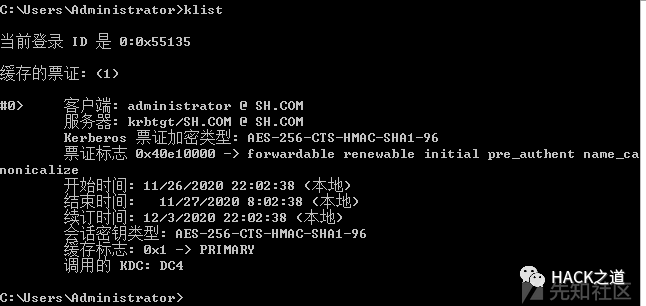 C:\Users\Administrator>klist
当前登录 ID 是 0:0x55135
缓存的票证: (1)
#0> 客户端: administrator @ SH.COM
服务器: krbtgt/SH.COM @ SH.COM
Kerberos 票证加密类型: AES-256-CTS-HMAC-SHA1-96
票证标志 0x40e10000 -> forwardable renewable initial pre_authent name_ca
nonicalize
开始时间: 11/26/2020 22:02:38 (本地)
结束时间: 11/27/2020 8:02:38 (本地)
续订时间: 12/3/2020 22:02:38 (本地)
会话密钥类型: AES-256-CTS-HMAC-SHA1-96
缓存标志: 0x1 -> PRIMARY
调用的 KDC: DC4
HACK之道
先知社区
C:\Users\Administrator>